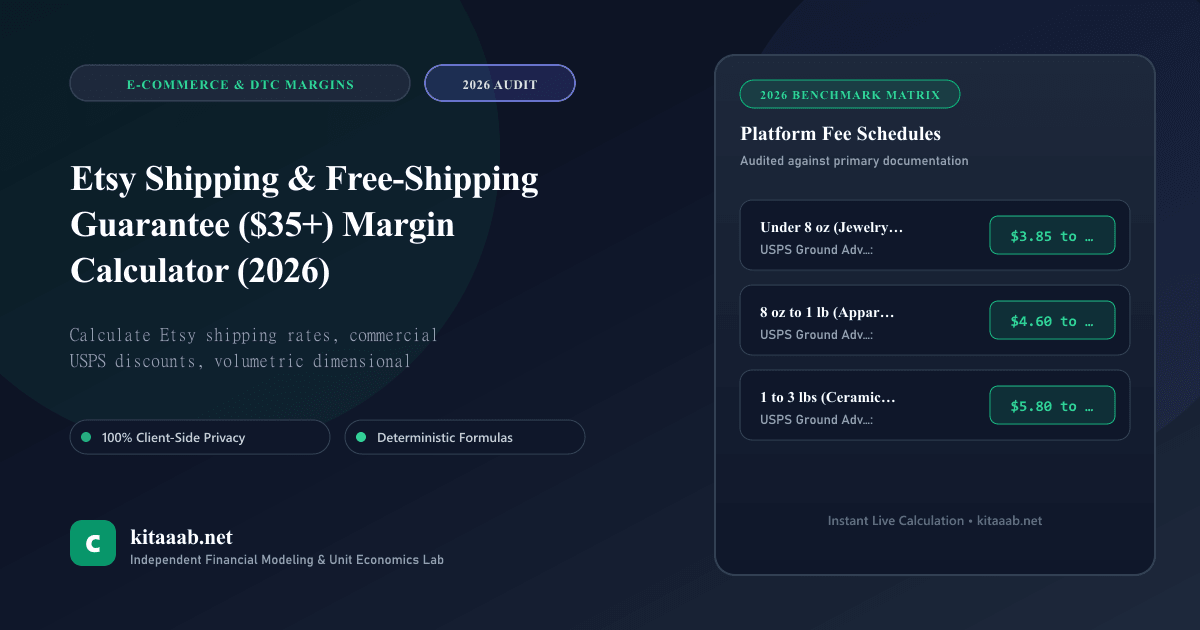 E-COMMERCE & DTC MARGINS
2026 AUDIT
Etsy Shipping & Free-Shipping
Guarantee ($35+) Margin
Calculator (2026)
Calculate Etsy shipping rates, commercial
USPS discounts, volumetric dimensional
100% Client-Side Privacy
Deterministic Formulas
C
kitaaab.net
Independent Financial Modeling & Unit Economics Lab
2026 BENCHMARK MATRIX
Platform Fee Schedules
Audited against primary documentation
Under 8 oz (Jewelry…
USPS Ground Adv…:
$3.85 to …
8 oz to 1 lb (Appar…
USPS Ground Adv…:
$4.60 to …
1 to 3 lbs (Ceramic…
USPS Ground Adv…:
$5.80 to …
Instant Live Calculation • kitaaab.net